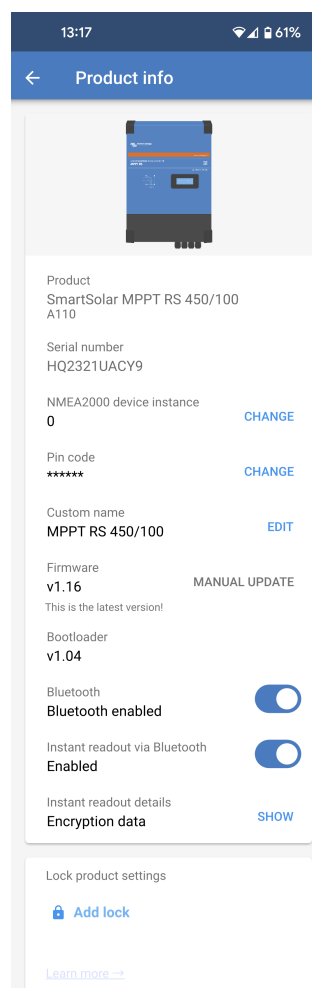 13:17
61%
Product info
Product
SmartSolar MPPT RS 450/100
A110
Serial number
HQ2321UACY9
NMEA2000 device instance
0
CHANGE
Pin code
******
CHANGE
Custom name
MPPT RS 450/100
EDIT
Firmware
v1.16
MANUAL UPDATE
This is the latest version!
Bootloader
v1.04
Bluetooth
Bluetooth enabled
Instant readout via Bluetooth
Enabled
Instant readout details
Encryption data
SHOW
Lock product settings
Add lock
Learn more →